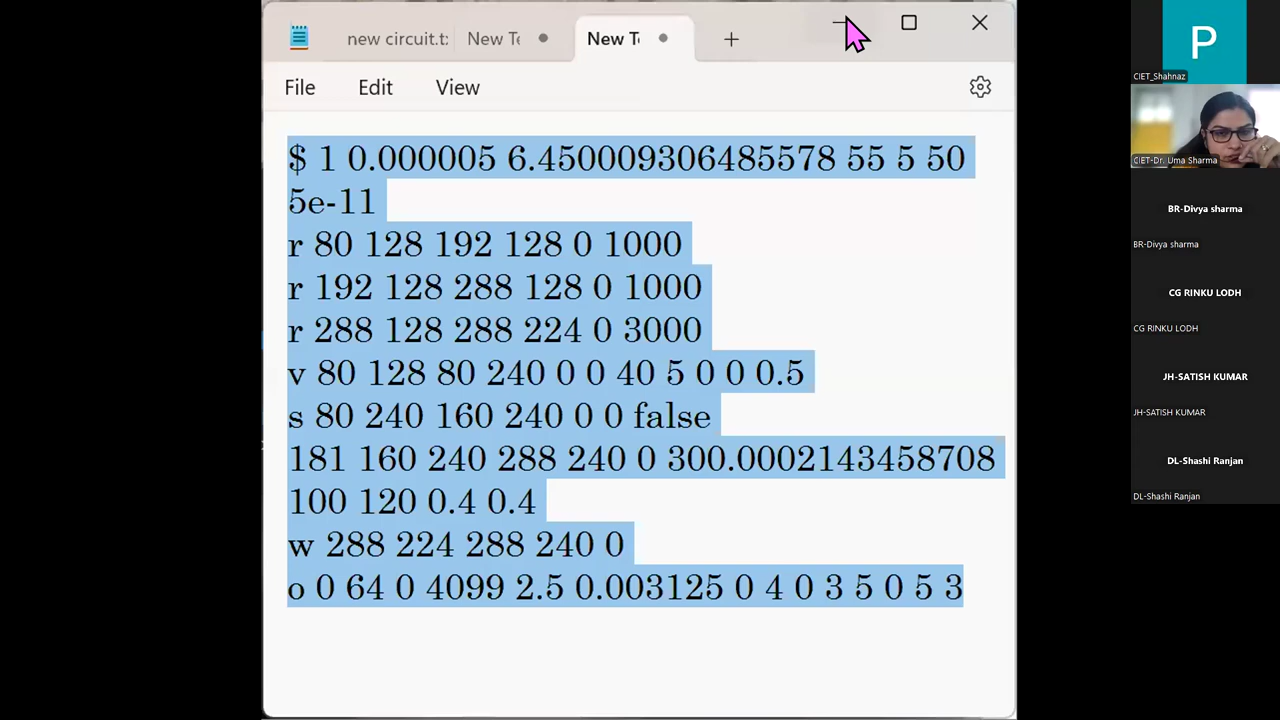 new circuit.t:
New Te
New T
File
Edit
View
$ 1 0.000005 6.450009306485578 55 5 50
5e-11
r 80 128 192 128 0 1000
r 192 128 288 128 0 1000
r 288 128 288 224 0 3000
v 80 128 80 240 0 0 40 5 0 0 0.5
s 80 240 160 240 0 0 false
181 160 240 288 240 0 300.0002143458708
100 120 0.4 0.4
w 288 224 288 240 0
o 0 64 0 4099 2.5 0.003125 0 4 0 3 5 0 5 3
P
CIET_Shahnaz
CIET-Dr. Uma Sharma
BR-Divya sharma
BR-Divya sharma
CG RINKU LODH
CG RINKU LODH
JH-SATISH KUMAR
JH-SATISH KUMAR
DL-Shashi Ranjan
DL-Shashi Ranjan